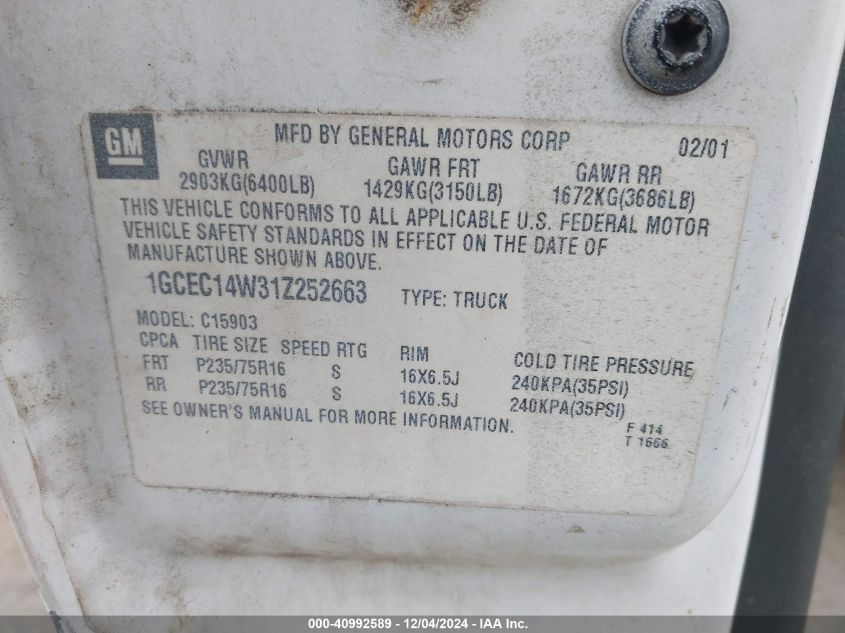 GM
MFD BY GENERAL MOTORS CORP 02/01
GVWR GAWR FRT GAWR RR
2903KG(6400LB) 1429KG(3150LB) 1672KG(3686LB)
THIS VEHICLE CONFORMS TO ALL APPLICABLE U.S. FEDERAL MOTOR
VEHICLE SAFETY STANDARDS IN EFFECT ON THE DATE OF
MANUFACTURE SHOWN ABOVE.
1GCEC14W31Z252663 TYPE: TRUCK
MODEL: C15903
CPCA TIRE SIZE SPEED RTG RIM COLD TIRE PRESSURE
FRT P235/75R16 S 16X6.5J 240KPA(35PSI)
RR P235/75R16 S 16X6.5J 240KPA(35PSI)
SEE OWNER'S MANUAL FOR MORE INFORMATION.
F 414
T 1666
000-40992589 - 12/04/2024 - IAA Inc.